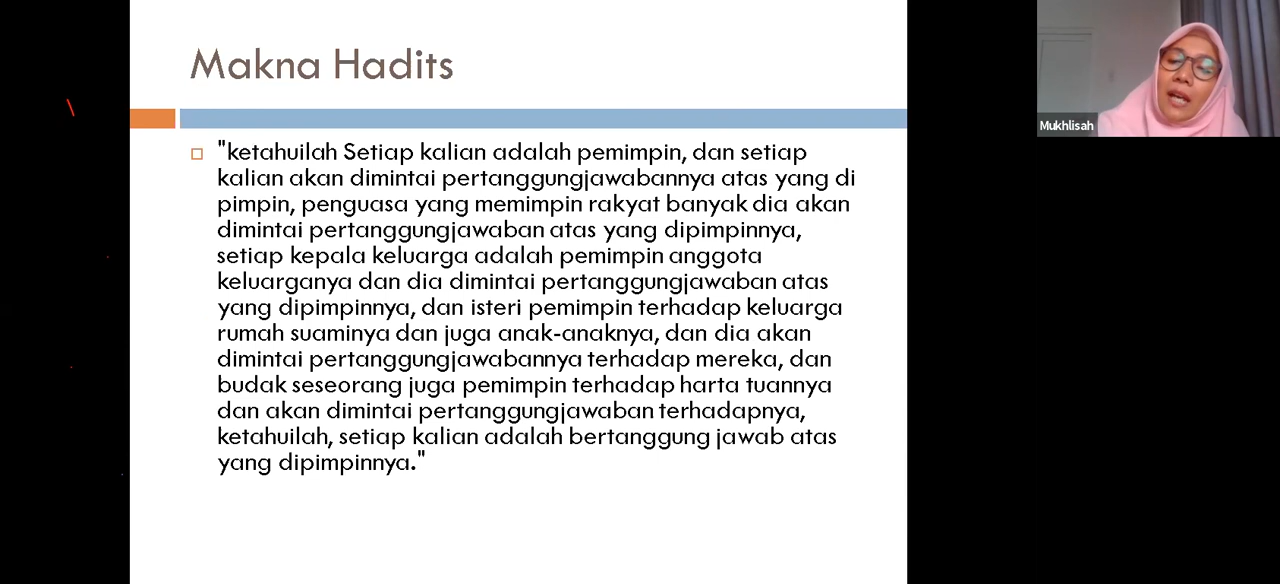 Makna Hadits
"ketahuilah Setiap kalian adalah pemimpin, dan setiap
kalian akan dimintai pertanggungjawabannya atas yang di
pimpin, penguasa yang memimpin rakyat banyak dia akan
dimintai pertanggungjawaban atas yang dipimpinnya,
setiap kepala keluarga adalah pemimpin anggota
keluarganya dan dia dimintai pertanggungjawaban atas
yang dipimpinnya, dan isteri pemimpin terhadap keluarga
rumah suaminya dan juga anak-anaknya, dan dia akan
dimintai pertanggungjawabannya terhadap mereka, dan
budak seseorang juga pemimpin terhadap harta tuannya
dan akan dimintai pertanggungjawaban terhadapnya,
ketahuilah, setiap kalian adalah bertanggung jawab atas
yang dipimpinnya."
Mukhlisah